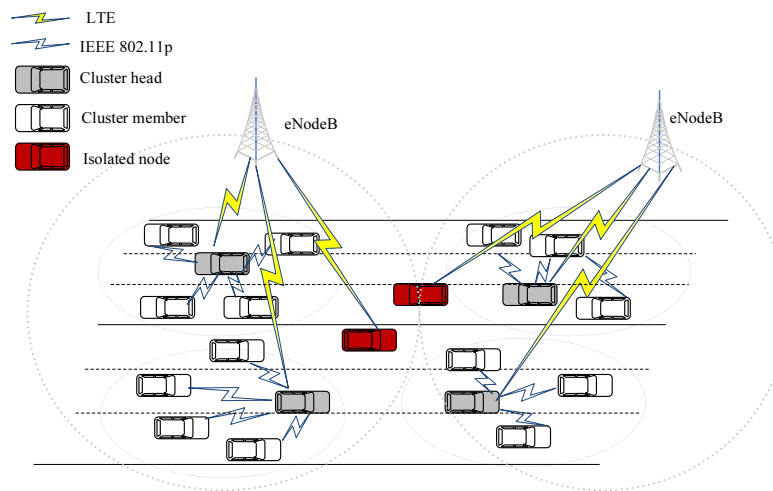 LTE
IEEE 802.11p
Cluster head
Cluster member
Isolated node
eNodeB
eNodeB